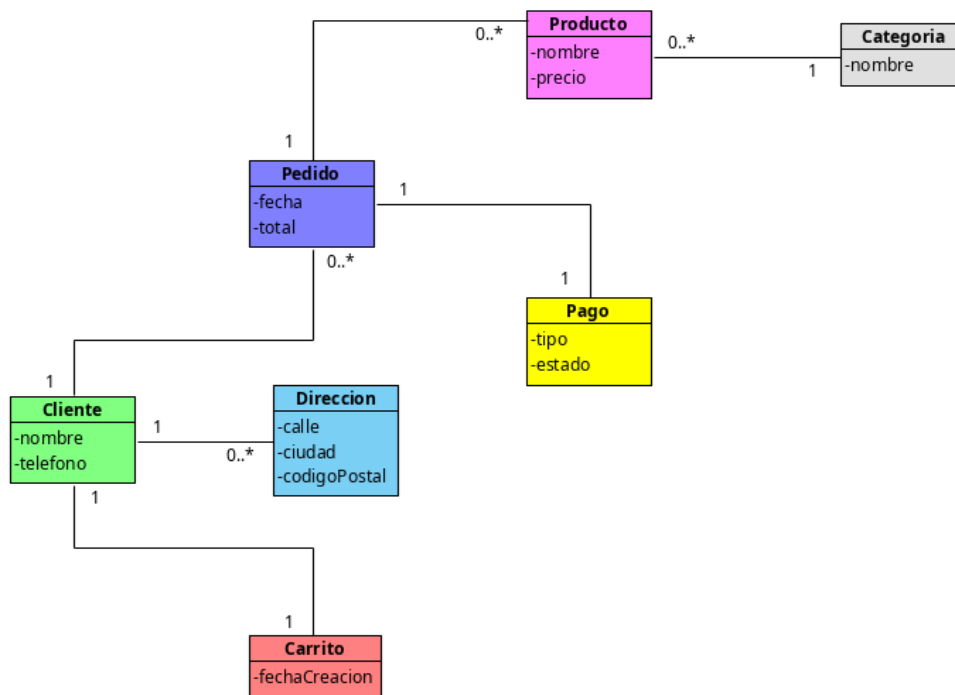 Producto
-nombre
-precio
0..*
0..*
1
Categoria
-nombre
1
Pedido
-fecha
-total
1
0..*
1
Pago
-tipo
-estado
1
Cliente
-nombre
-telefono
1
0..*
Direccion
-calle
-ciudad
-codigoPostal
1
1
Carrito
-fechaCreacion